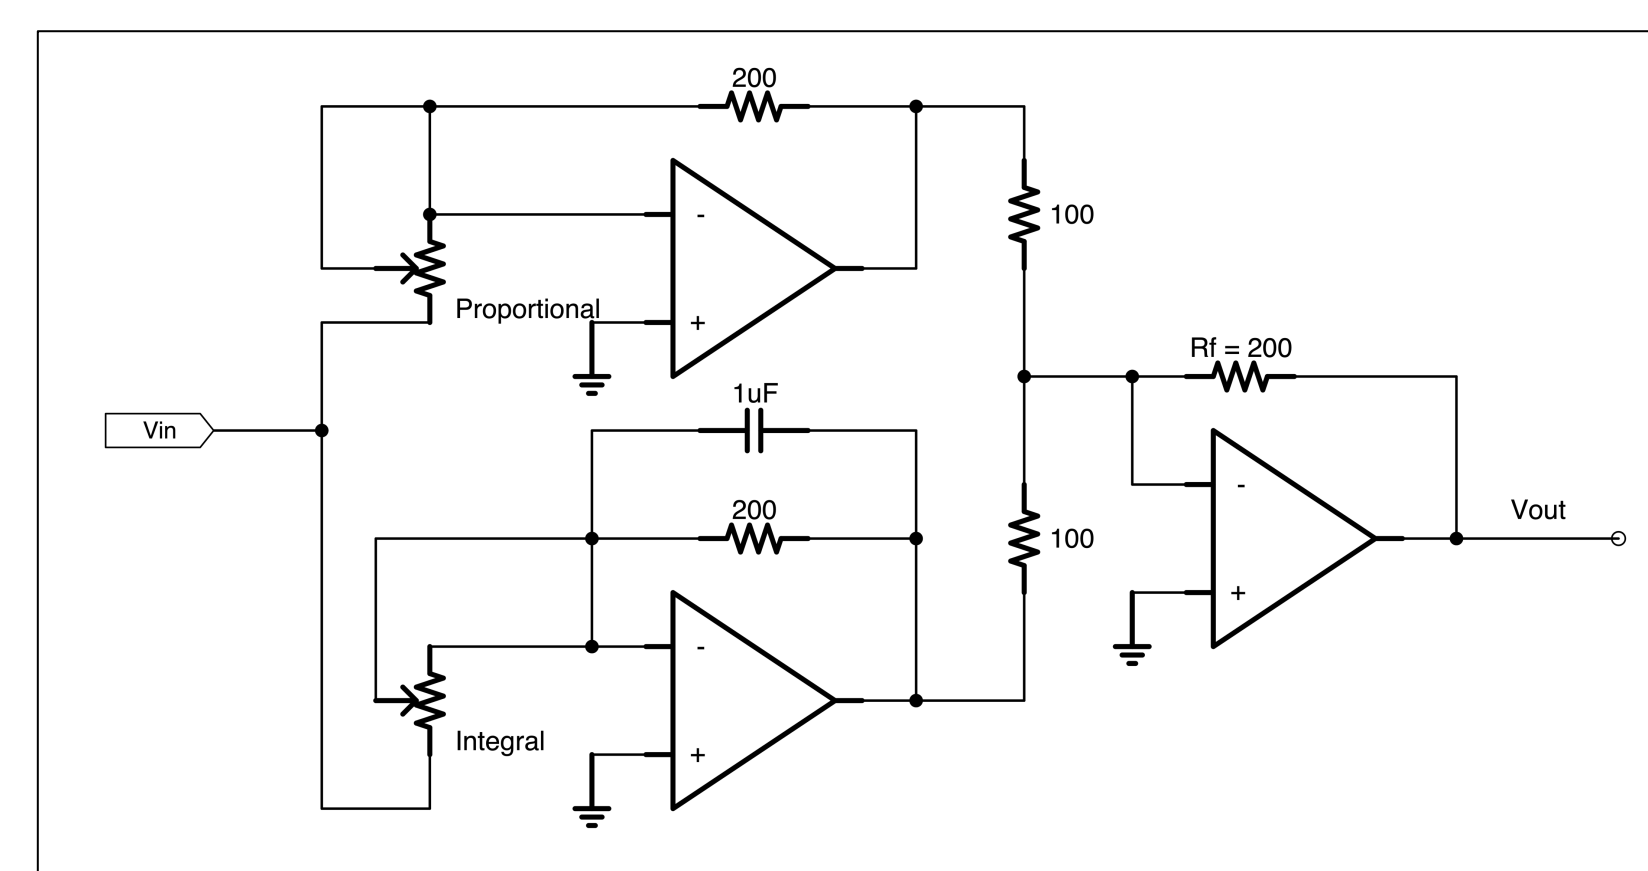 200
-
100
Proportional
+
Rf = 200
1uF
Vin
-
200
Vout
100
+
-
Integral
+